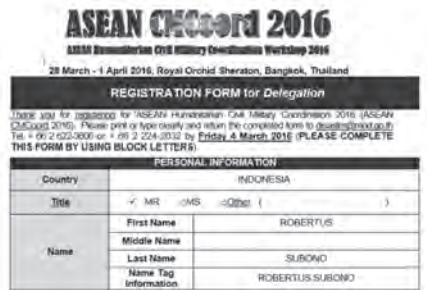 ASEAN CMCoord 2016
ASEAN Humanitarian Civil Military Coordination Workshop 2016
28 March - 1 April 2016, Royal Orchid Sheraton, Bangkok, Thailand
REGISTRATION FORM for Delegation
Thank you for registering for ASEAN Humanitarian Civil Military Coordination 2016 (ASEAN
CMCoord 2016). Please print or type clearly and return the completed form to
Tel. + 66 2 622-3600 or + 66 2 224-2032 by Friday 4 March 2016 (PLEASE COMPLETE
THIS FORM BY USING BLOCK LETTERS).
PERSONAL INFORMATION
Country INDONESIA
Title MR MS Other ( )
Name
First Name ROBERTUS
Middle Name
Last Name SUBONO
Name Tag Information ROBERTUS SUBONO